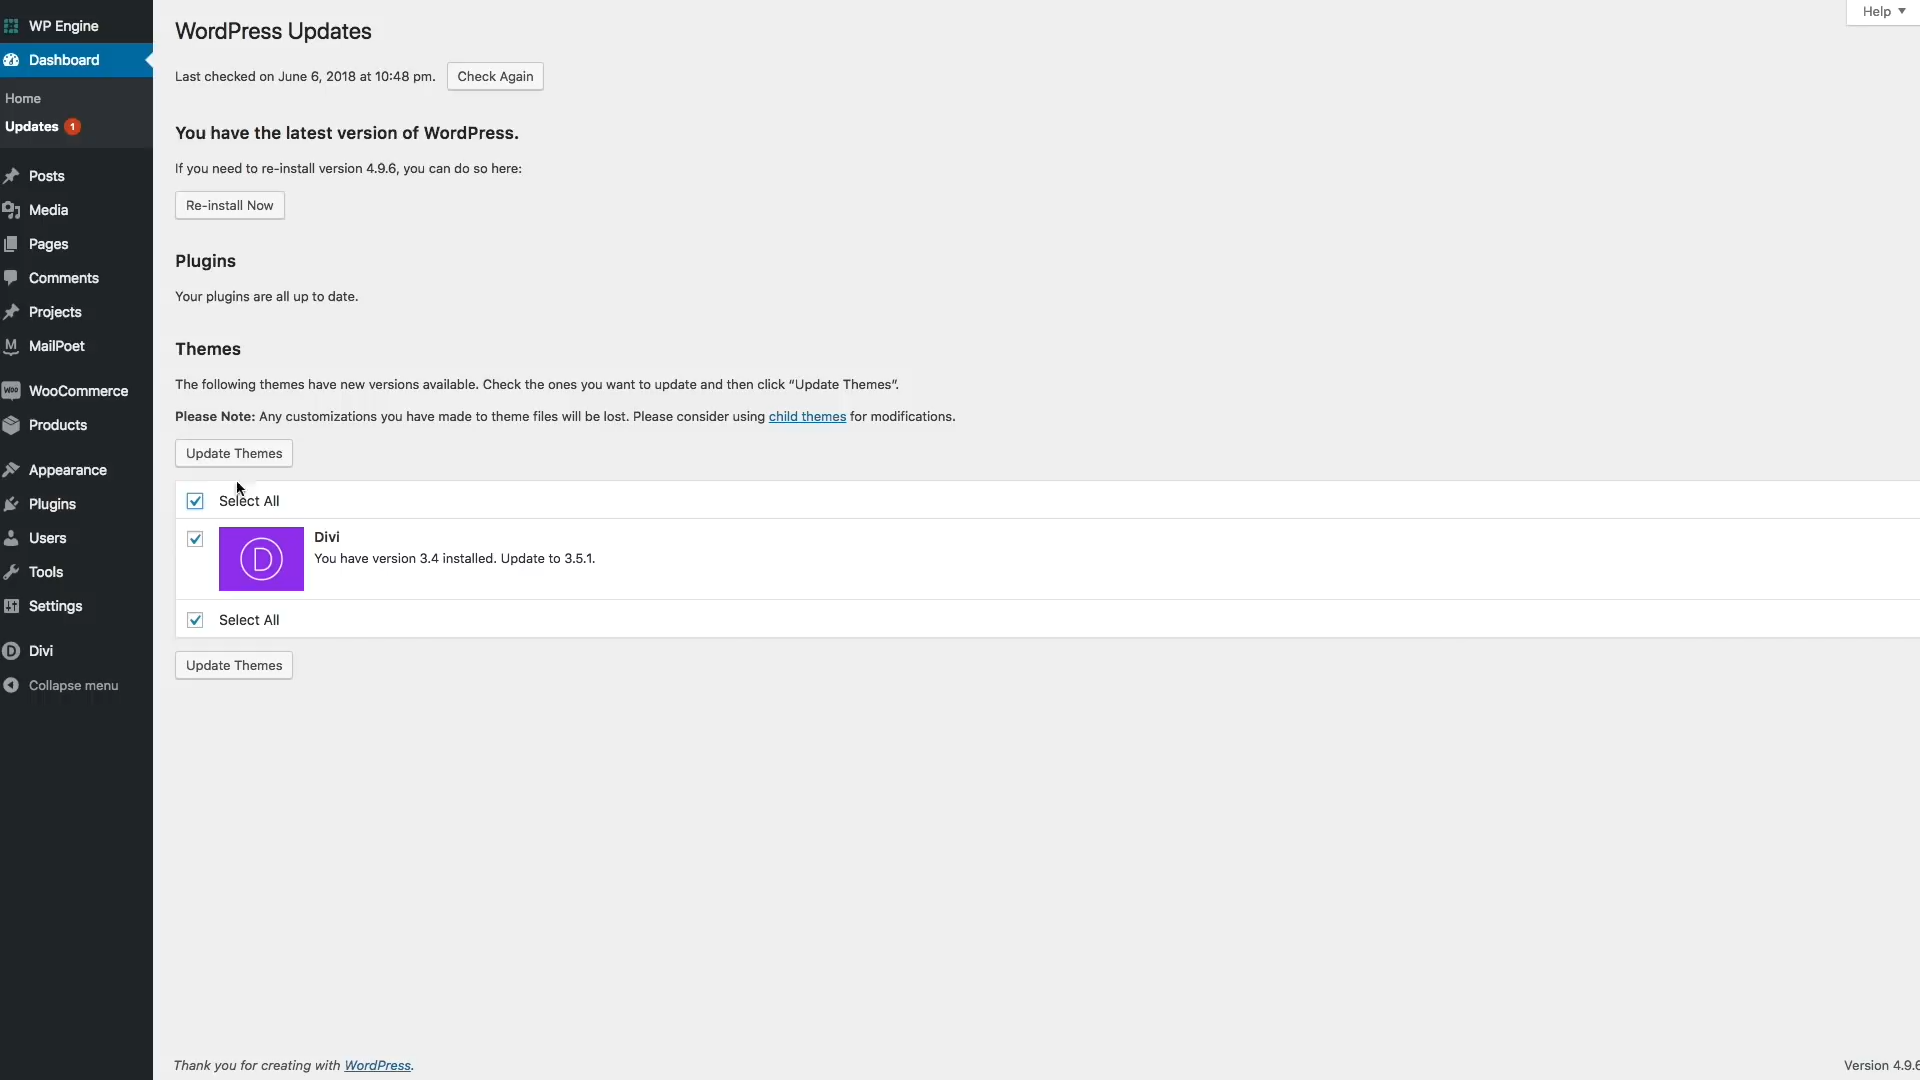 WP Engine
Dashboard
Home
Updates 1
Posts
Media
Pages
Comments
Projects
MailPoet
WooCommerce
Products
Appearance
Plugins
Users
Tools
Settings
Divi
Collapse menu
Help
WordPress Updates
Last checked on June 6, 2018 at 10:48 pm. Check Again
You have the latest version of WordPress.
If you need to re-install version 4.9.6, you can do so here:
Re-install Now
Plugins
Your plugins are all up to date.
Themes
The following themes have new versions available. Check the ones you want to update and then click “Update Themes”.
Please Note: Any customizations you have made to theme files will be lost. Please consider using child themes for modifications.
Update Themes
Select All
D
Divi
You have version 3.4 installed. Update to 3.5.1.
Select All
Update Themes
Thank you for creating with WordPress.
Version 4.9.6